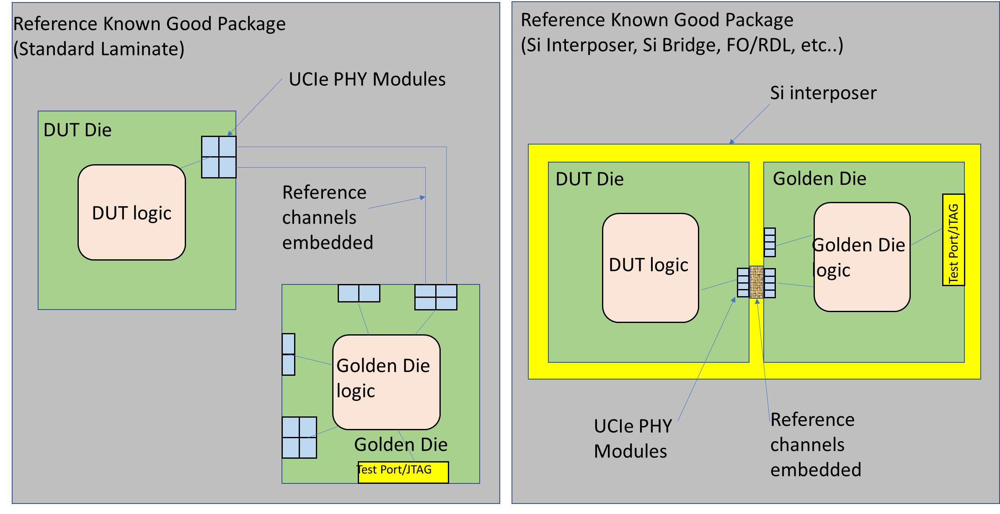 Reference Known Good Package
(Standard Laminate)
UCIe PHY Modules
DUT Die
DUT logic
Reference
channels
embedded
Golden Die
logic
Golden Die
Test Port/JTAG
Reference Known Good Package
(Si Interposer, Si Bridge, FO/RDL, etc..)
Si interposer
DUT Die
Golden Die
DUT logic
Golden Die
logic
Test Port/JTAG
UCIe PHY
Modules
Reference
channels
embedded